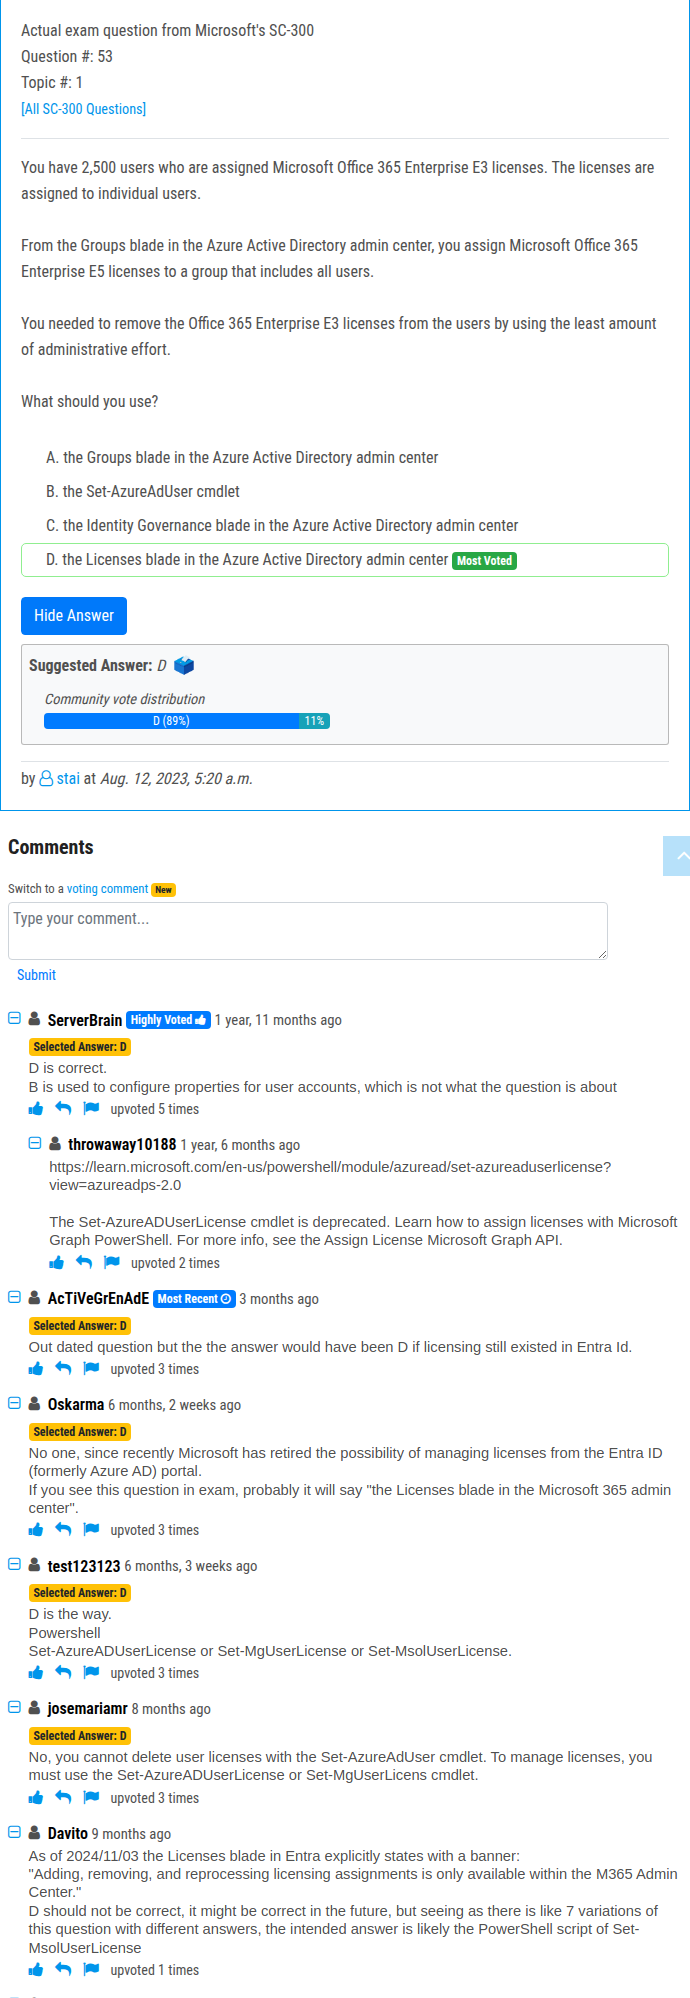 Actual exam question from Microsoft's SC-300
Question #: 53
Topic #: 1
[All SC-300 Questions]
You have 2,500 users who are assigned Microsoft Office 365 Enterprise E3 licenses. The licenses are
assigned to individual users.
From the Groups blade in the Azure Active Directory admin center, you assign Microsoft Office 365
Enterprise E5 licenses to a group that includes all users.
You needed to remove the Office 365 Enterprise E3 licenses from the users by using the least amount
of administrative effort.
What should you use?
A. the Groups blade in the Azure Active Directory admin center
B. the Set-AzureAdUser cmdlet
C. the Identity Governance blade in the Azure Active Directory admin center
D. the Licenses blade in the Azure Active Directory admin center Most Voted
Hide Answer
Suggested Answer: D
Community vote distribution
D (89%) 11%
by stai at Aug. 12, 2023, 5:20 a.m.
Comments
Switch to a voting comment New
Type your comment...
Submit
ServerBrain Highly Voted 1 year, 11 months ago
Selected Answer: D
D is correct.
B is used to configure properties for user accounts, which is not what the question is about
upvoted 5 times
throwaway10188 1 year, 6 months ago
https://learn.microsoft.com/en-us/powershell/module/azuread/set-azureaduserlicense?
view=azureadps-2.0
The Set-AzureADUserLicense cmdlet is deprecated. Learn how to assign licenses with Microsoft
Graph PowerShell. For more info, see the Assign License Microsoft Graph API.
upvoted 2 times
AcTiVeGrEnAdE Most Recent 3 months ago
Selected Answer: D
Out dated question but the the answer would have been D if licensing still existed in Entra Id.
upvoted 3 times
Oskarma 6 months, 2 weeks ago
Selected Answer: D
No one, since recently Microsoft has retired the possibility of managing licenses from the Entra ID
(formerly Azure AD) portal.
If you see this question in exam, probably it will say "the Licenses blade in the Microsoft 365 admin
center".
upvoted 3 times
test123123 6 months, 3 weeks ago
Selected Answer: D
D is the way.
Powershell
Set-AzureADUserLicense or Set-MgUserLicense or Set-MsolUserLicense.
upvoted 3 times
josemariamr 8 months ago
Selected Answer: D
No, you cannot delete user licenses with the Set-AzureAdUser cmdlet. To manage licenses, you
must use the Set-AzureADUserLicense or Set-MgUserLicens cmdlet.
upvoted 3 times
Davito 9 months ago
As of 2024/11/03 the Licenses blade in Entra explicitly states with a banner:
"Adding, removing, and reprocessing licensing assignments is only available within the M365 Admin
Center."
D should not be correct, it might be correct in the future, but seeing as there is like 7 variations of
this question with different answers, the intended answer is likely the PowerShell script of Set-
MsolUserLicense
upvoted 1 times